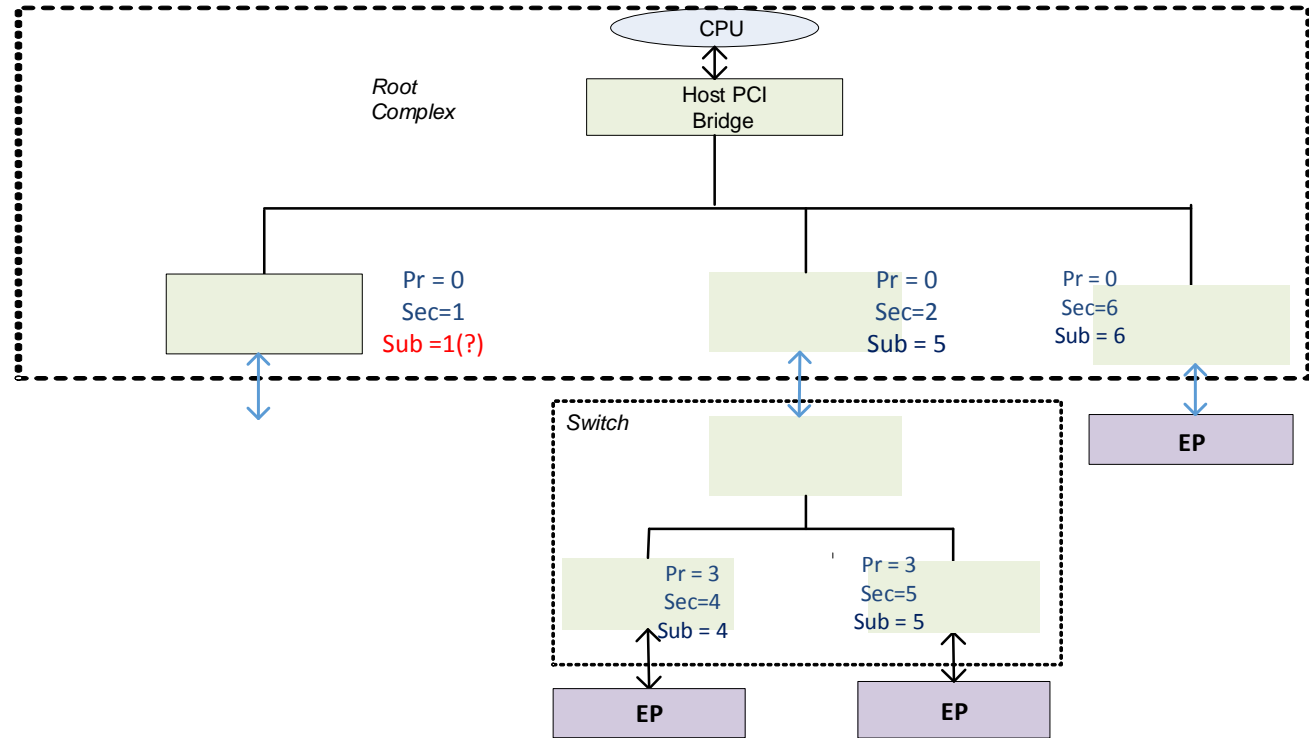 CPU
Root
Complex
Host PCI
Bridge
Pr = 0
Sec=1
Sub =1(?)
Pr = 0
Sec=2
Sub = 5
Pr = 0
Sec=6
Sub = 6
Switch
EP
Pr = 3
Sec=4
Sub = 4
Pr = 3
Sec=5
Sub = 5
EP
EP